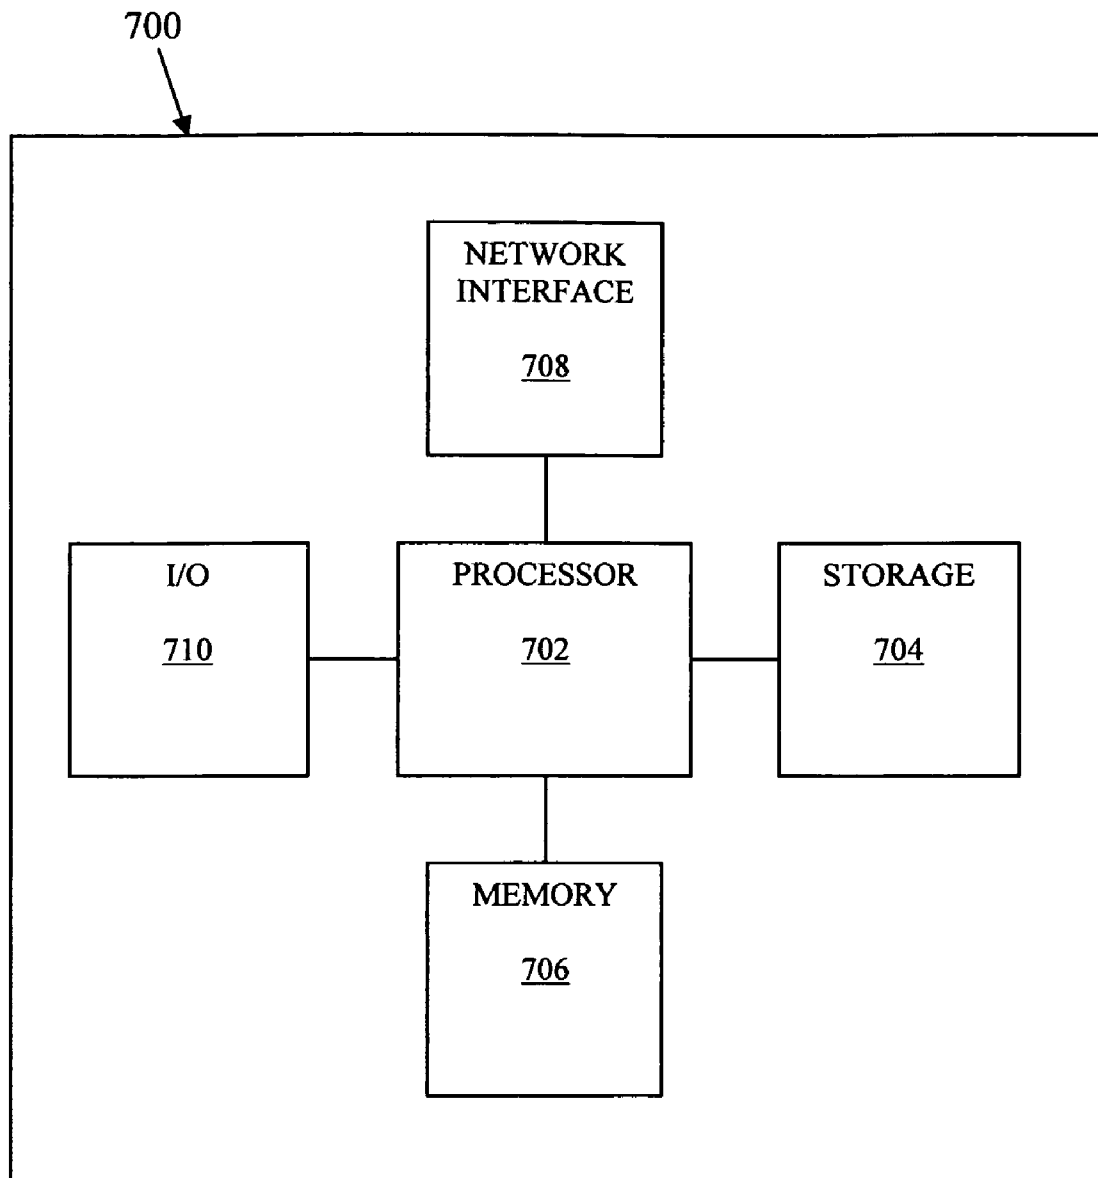 700
NETWORK
INTERFACE
708
I/O
710
PROCESSOR
702
STORAGE
704
MEMORY
706